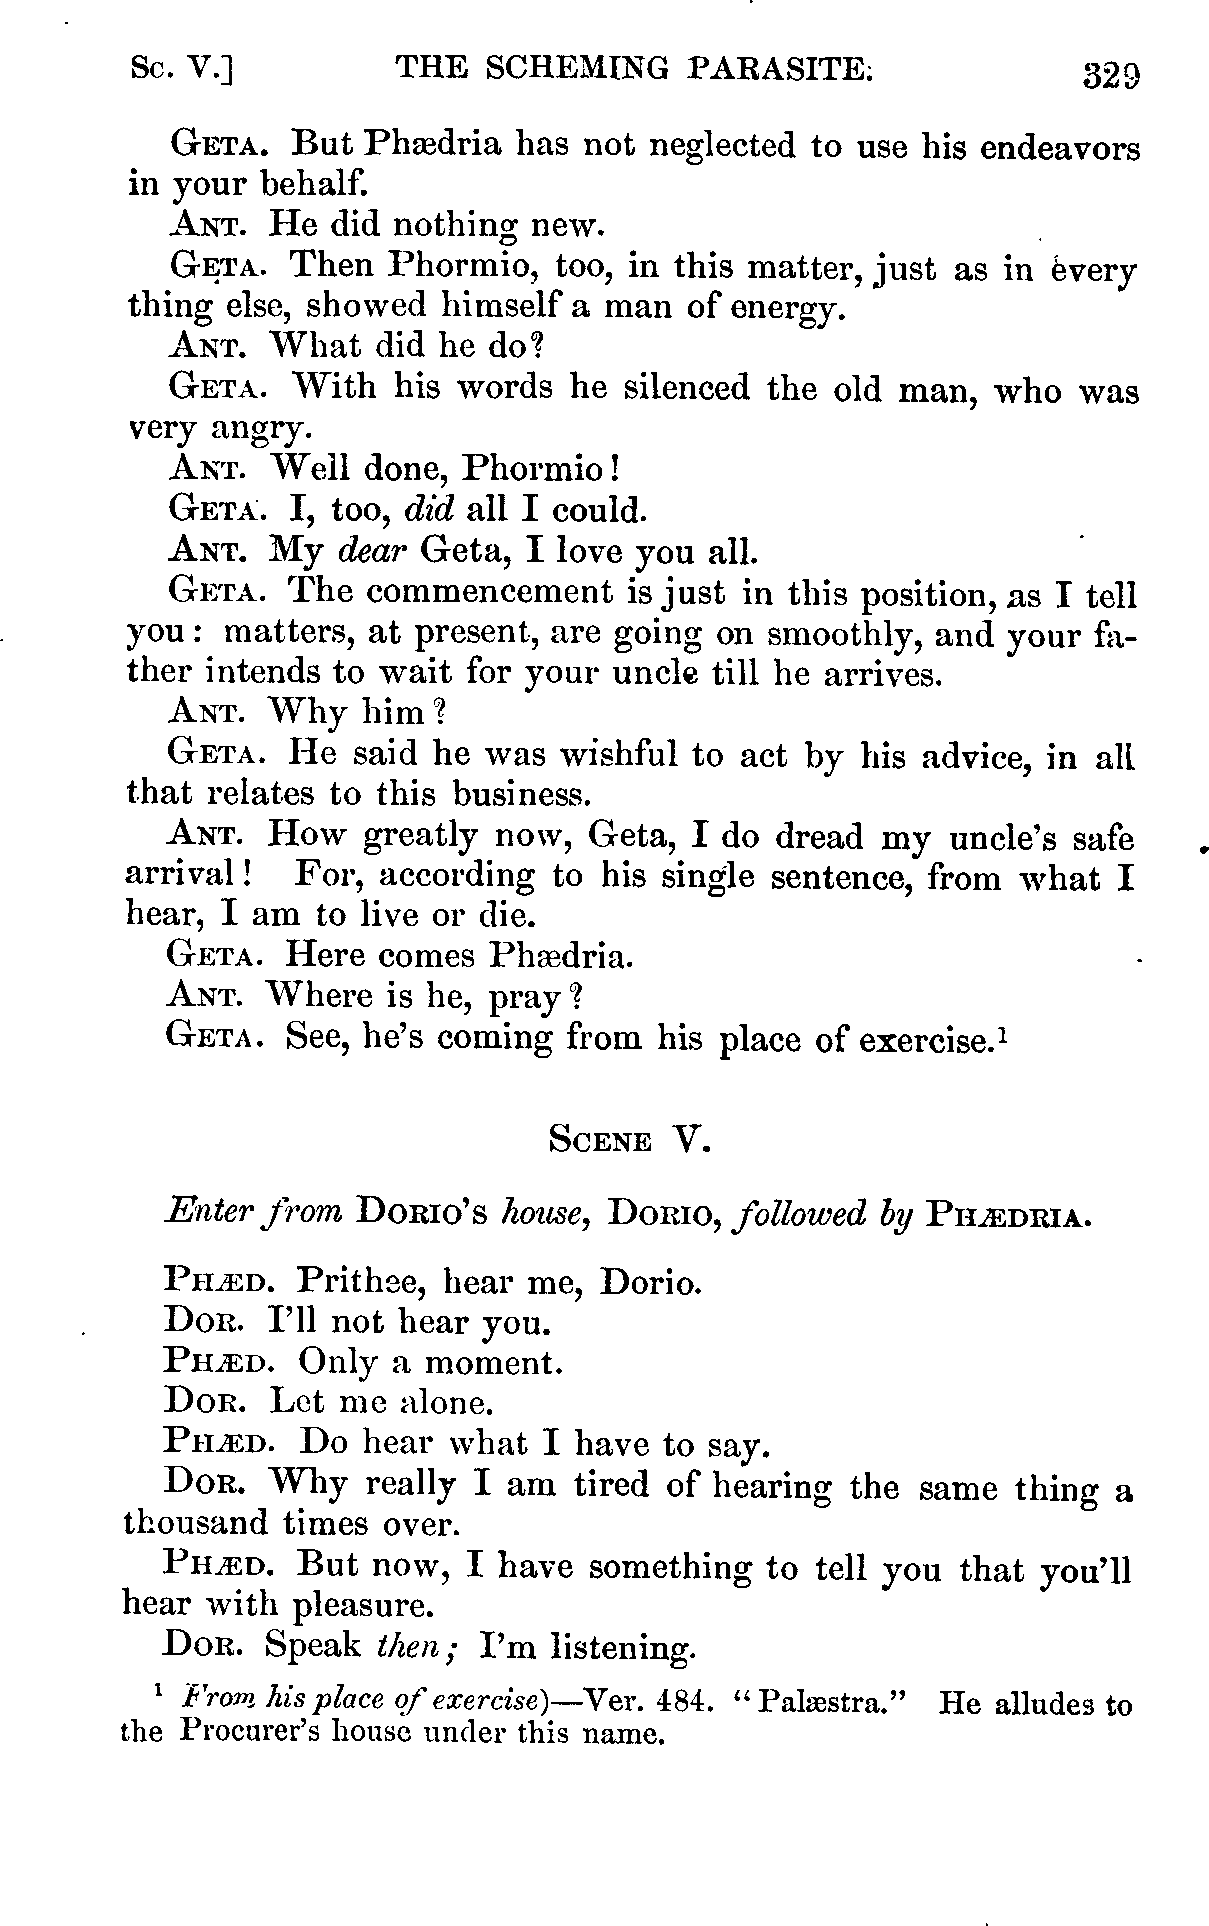 Sc. V.] THE SCHEMING PARASITE. 329
GETA. But Phædria has not neglected to use his endeavors
in your behalf.
ANT. He did nothing new.
GETA. Then Phormio, too, in this matter, just as in every
thing else, showed himself a man of energy.
ANT. What did he do?
GETA. With his words he silenced the old man, who was
very angry.
ANT. Well done, Phormio!
GETA. I, too, did all I could.
ANT. My dear Geta, I love you all.
GETA. The commencement is just in this position, as I tell
you: matters, at present, are going on smoothly, and your fa-
ther intends to wait for your uncle till he arrives.
ANT. Why him?
GETA. He said he was wishful to act by his advice, in all
that relates to this business.
ANT. How greatly now, Geta, I do dread my uncle's safe
arrival! For, according to his single sentence, from what I
hear, I am to live or die.
GETA. Here comes Phædria.
ANT. Where is he, pray?
GETA. See, he's coming from his place of exercise.¹
SCENE V.
Enter from DORIO'S house, DORIO, followed by PHÆDRIA.
PHÆD. Prithee, hear me, Dorio.
DOR. I'll not hear you.
PHÆD. Only a moment.
DOR. Let me alone.
PHÆD. Do hear what I have to say.
DOR. Why really I am tired of hearing the same thing a
thousand times over.
PHÆD. But now, I have something to tell you that you'll
hear with pleasure.
DOR. Speak then; I'm listening.
¹ From his place of exercise)—Ver. 484. "Palæstra." He alludes to
the Procurer's house under this name.